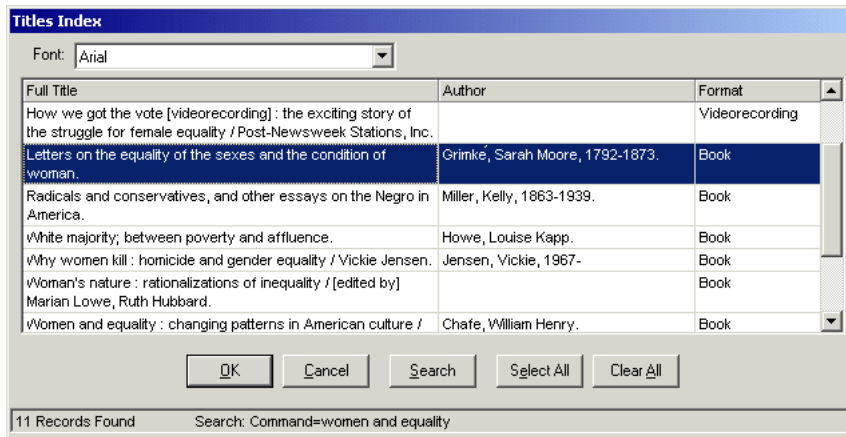 Titles Index
Font: Arial
Full Title Author Format
How we got the vote [videorecording] : the exciting story of Videorecording
the struggle for female equality / Post-Newsweek Stations, Inc.
Letters on the equality of the sexes and the condition of Grimké, Sarah Moore, 1792-1873. Book
woman.
Radicals and conservatives, and other essays on the Negro in Miller, Kelly, 1863-1939. Book
America.
White majority; between poverty and affluence. Howe, Louise Kapp. Book
Why women kill : homicide and gender equality / Vickie Jensen. Jensen, Vickie, 1967- Book
Woman's nature : rationalizations of inequality / [edited by] Book
Marian Lowe, Ruth Hubbard.
Women and equality : changing patterns in American culture / Chafe, William Henry. Book
OK Cancel Search Select All Clear All
11 Records Found Search: Command=women and equality